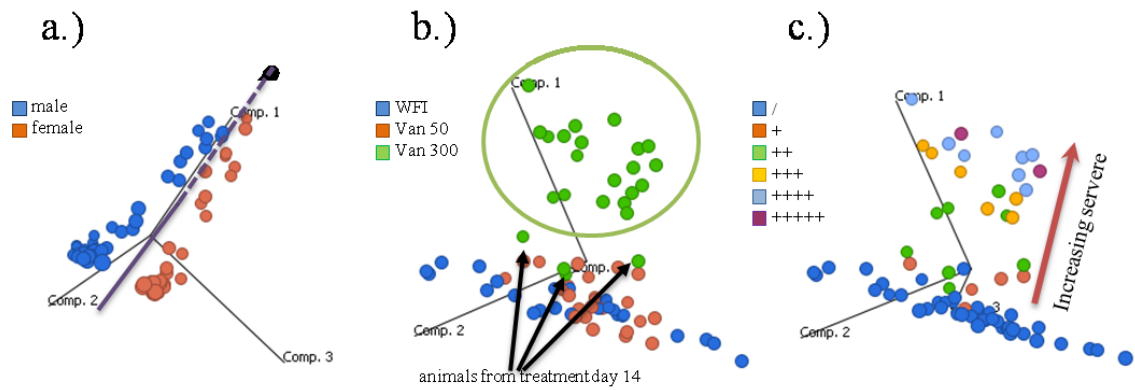 a.)
male
female
Comp. 1
Comp. 2
Comp. 3
b.)
WFI
Van 50
Van 300
Comp. 1
Comp.
Comp. 2
animals from treatment day 14
c.)
/
+
++
+++
++++
+++++
Comp. 1
3
Comp. 2
Increasing servere